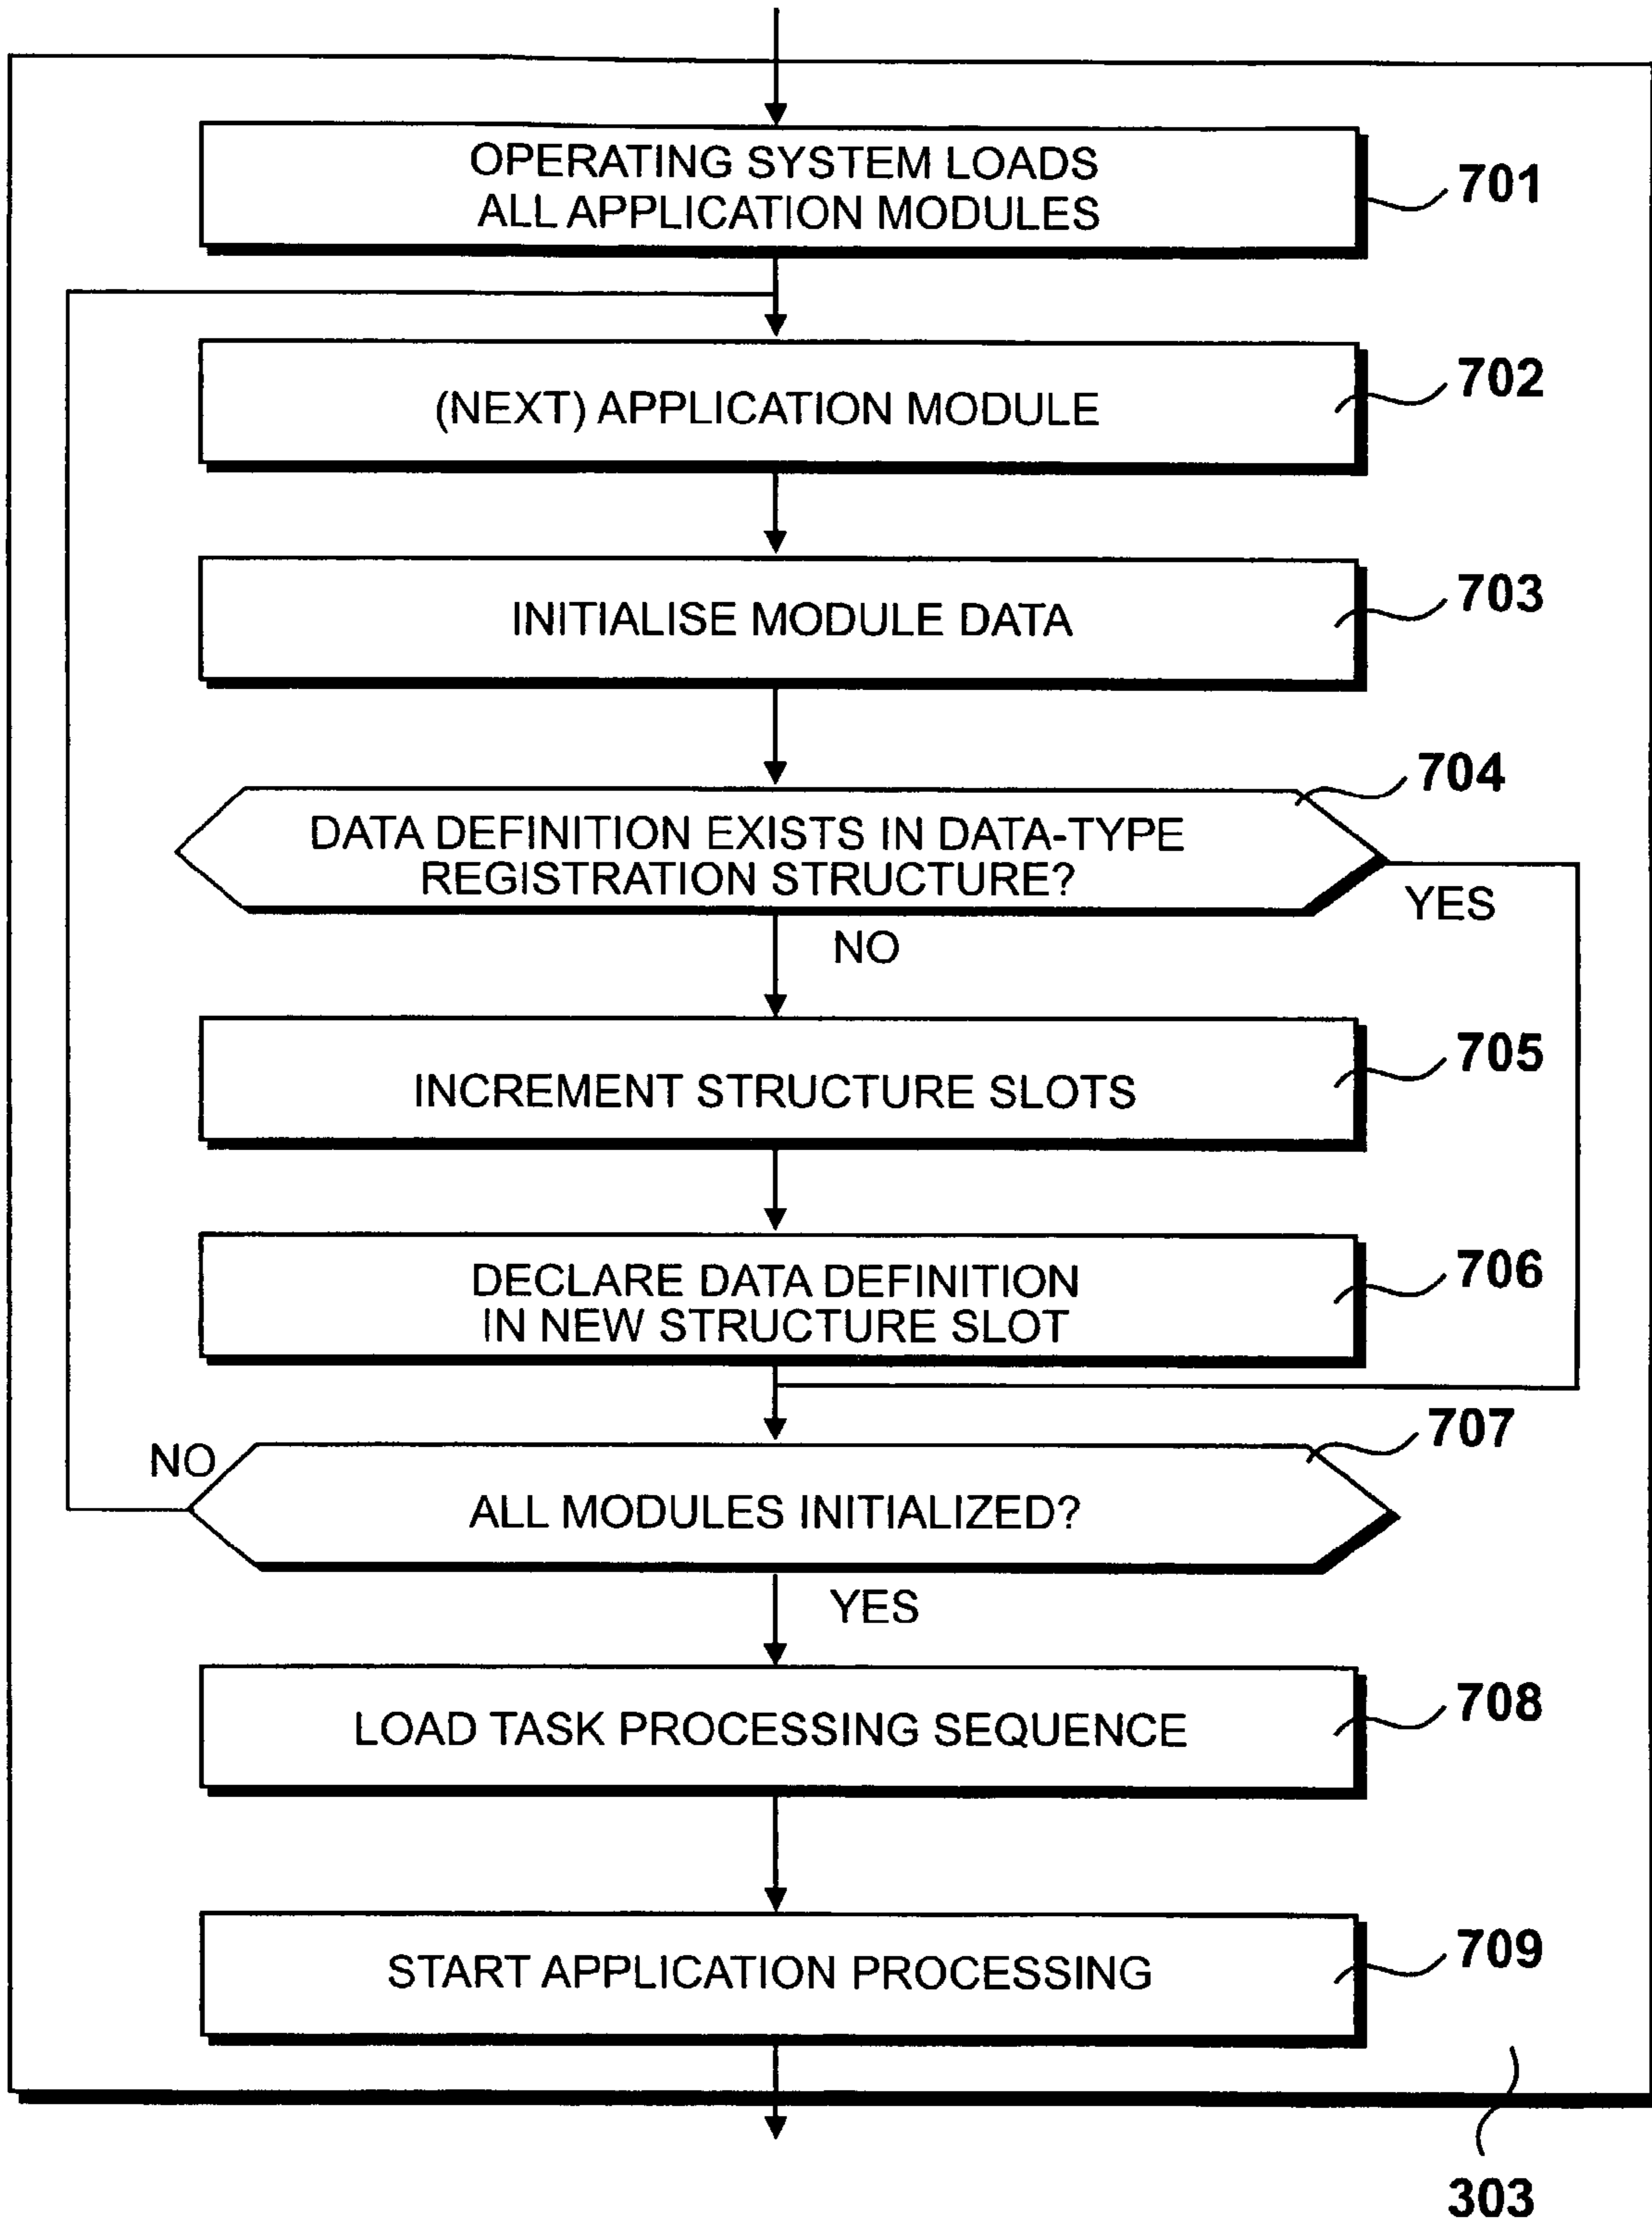 OPERATING SYSTEM LOADS
ALL APPLICATION MODULES
701
(NEXT) APPLICATION MODULE
702
INITIALISE MODULE DATA
703
704
DATA DEFINITION EXISTS IN DATA-TYPE
REGISTRATION STRUCTURE?
YES
NO
INCREMENT STRUCTURE SLOTS
705
DECLARE DATA DEFINITION
IN NEW STRUCTURE SLOT
706
707
NO
ALL MODULES INITIALIZED?
YES
LOAD TASK PROCESSING SEQUENCE
708
START APPLICATION PROCESSING
709
303